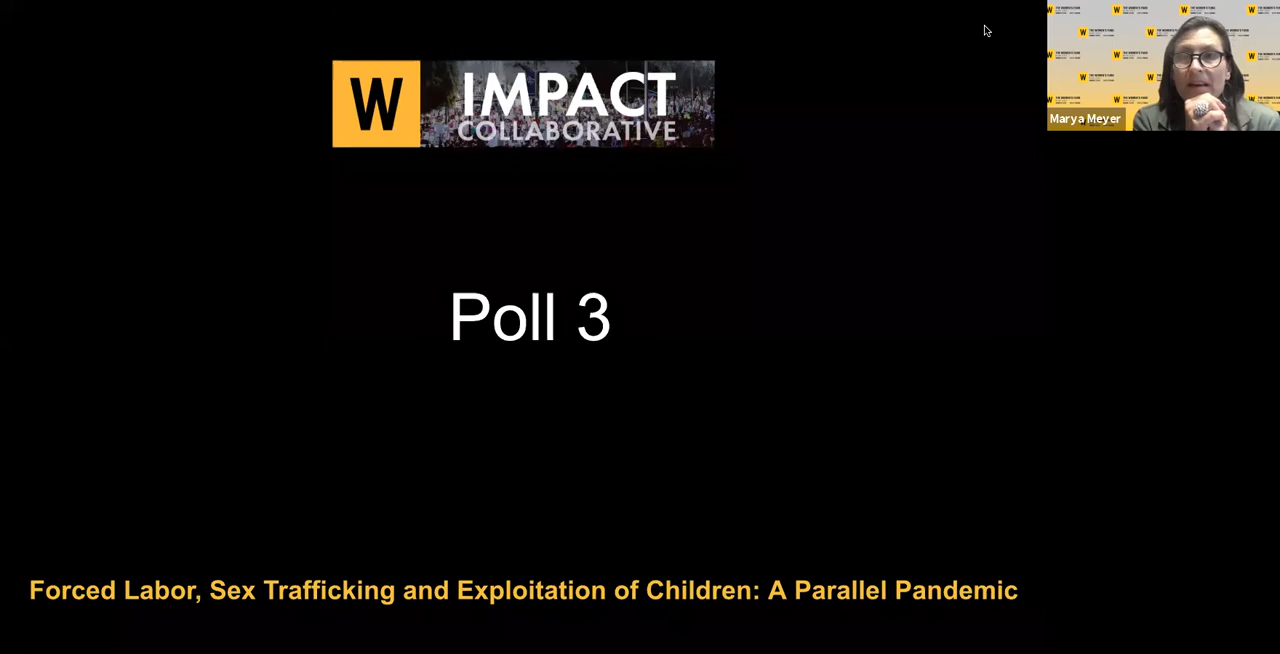 W
IMPACT
COLLABORATIVE
Marya Meyer
Poll 3
Forced Labor, Sex Trafficking and Exploitation of Children: A Parallel Pandemic